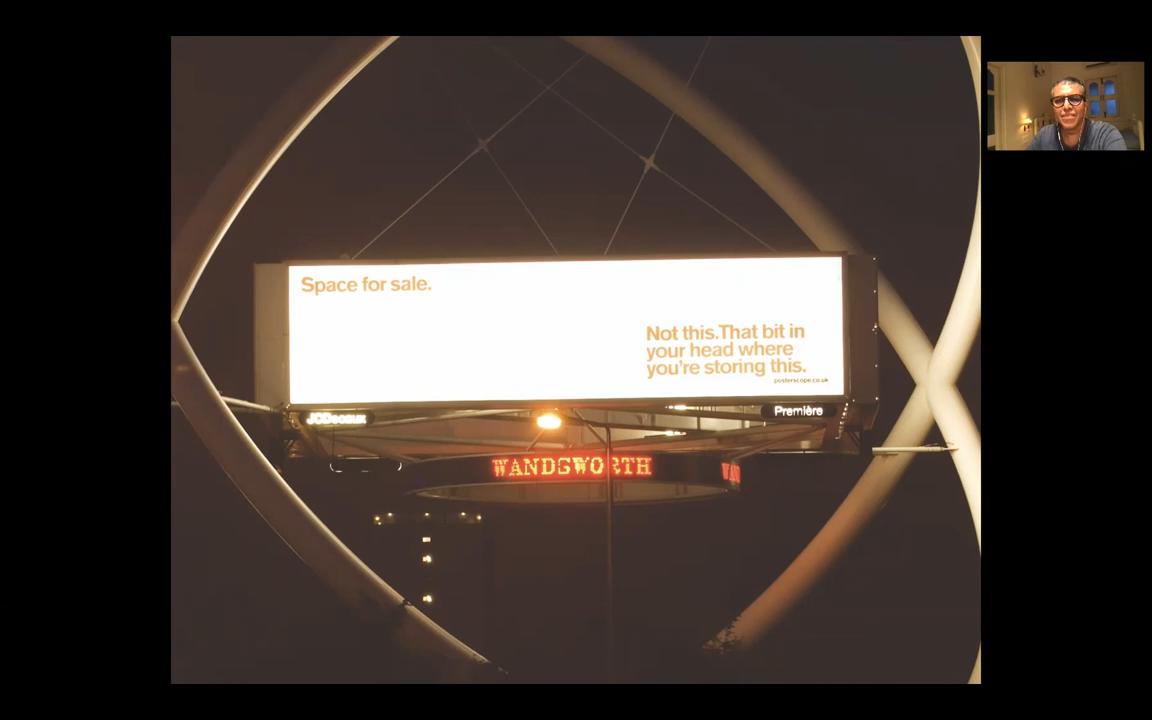 Space for sale.
Not this.That bit in
your head where
you're storing this.
posterscope.co.uk
JCDecaux
Première
WANDSWORTH
WAND